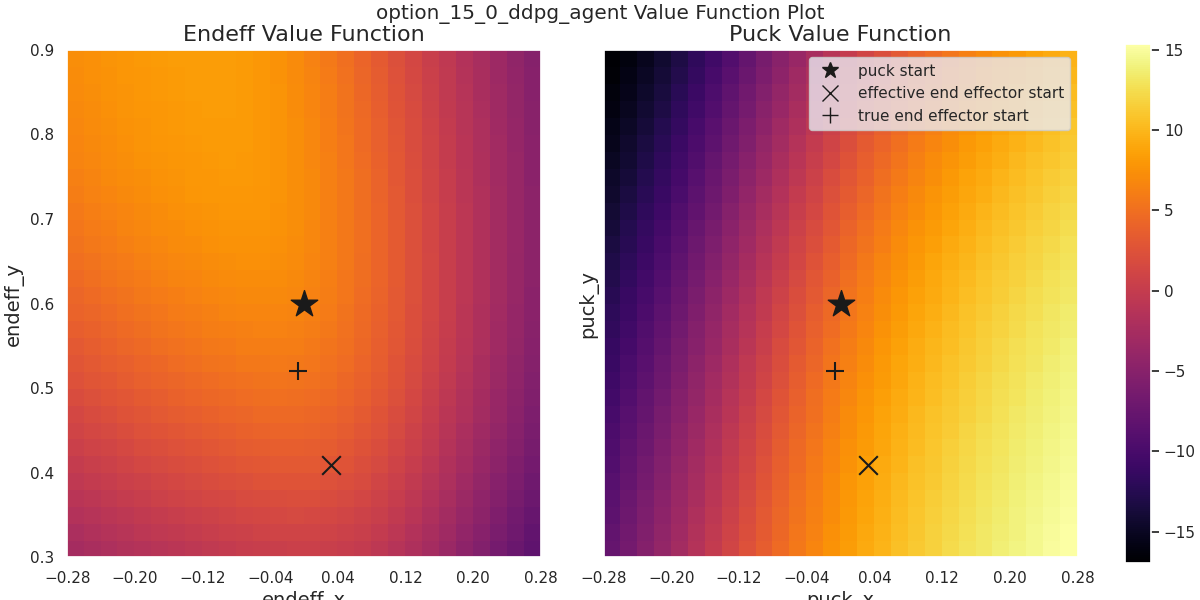 option_15_0_ddpg_agent Value Function Plot
Endeff Value Function
Puck Value Function
puck start
effective end effector start
true end effector start
endeff_y
0.9
0.8
0.7
0.6
0.5
0.4
0.3
puck_y
−0.28 −0.20 −0.12 −0.04 0.04 0.12 0.20 0.28
−0.28 −0.20 −0.12 −0.04 0.04 0.12 0.20 0.28
endeff_x
puck_x
15
10
5
0
−5
−10
−15